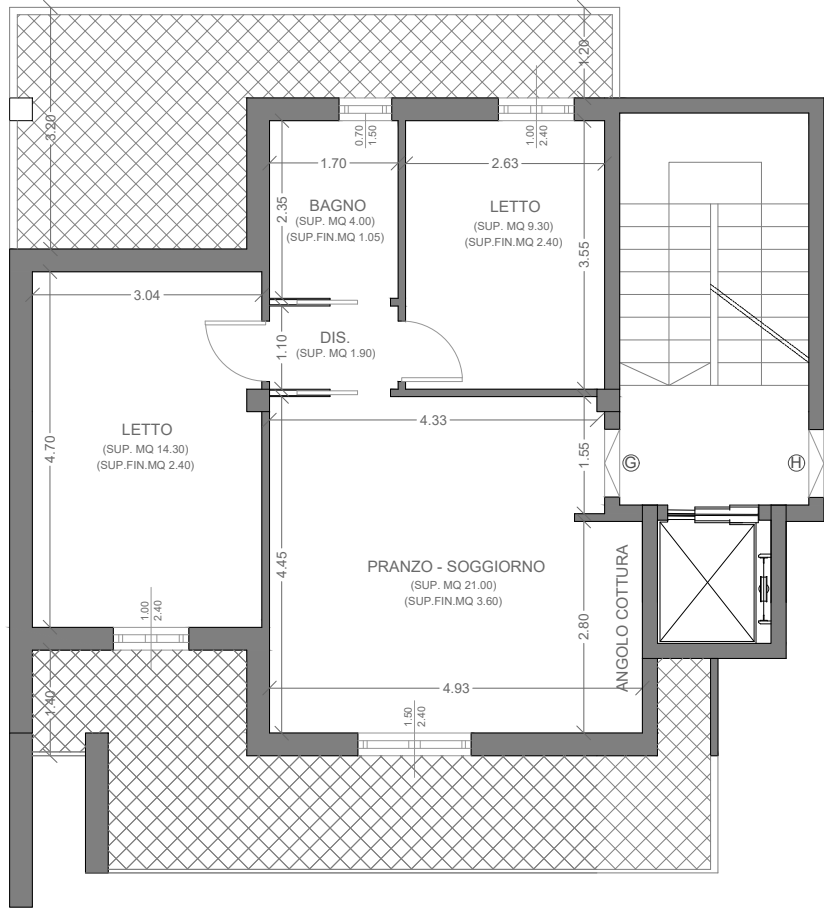 1.20
3.20
0.70
1.50
1.00
2.40
1.70
2.63
BAGNO
(SUP. MQ 4.00)
(SUP.FIN.MQ 1.05)
2.35
LETTO
(SUP. MQ 9.30)
(SUP.FIN.MQ 2.40)
3.55
3.04
DIS.
(SUP. MQ 1.90)
1.10
4.33
LETTO
(SUP. MQ 14.30)
(SUP.FIN.MQ 2.40)
4.70
1.55
G
H
PRANZO - SOGGIORNO
(SUP. MQ 21.00)
(SUP.FIN.MQ 3.60)
4.45
2.80
ANGOLO COTTURA
1.00
2.40
4.93
1.40
1.50
2.40